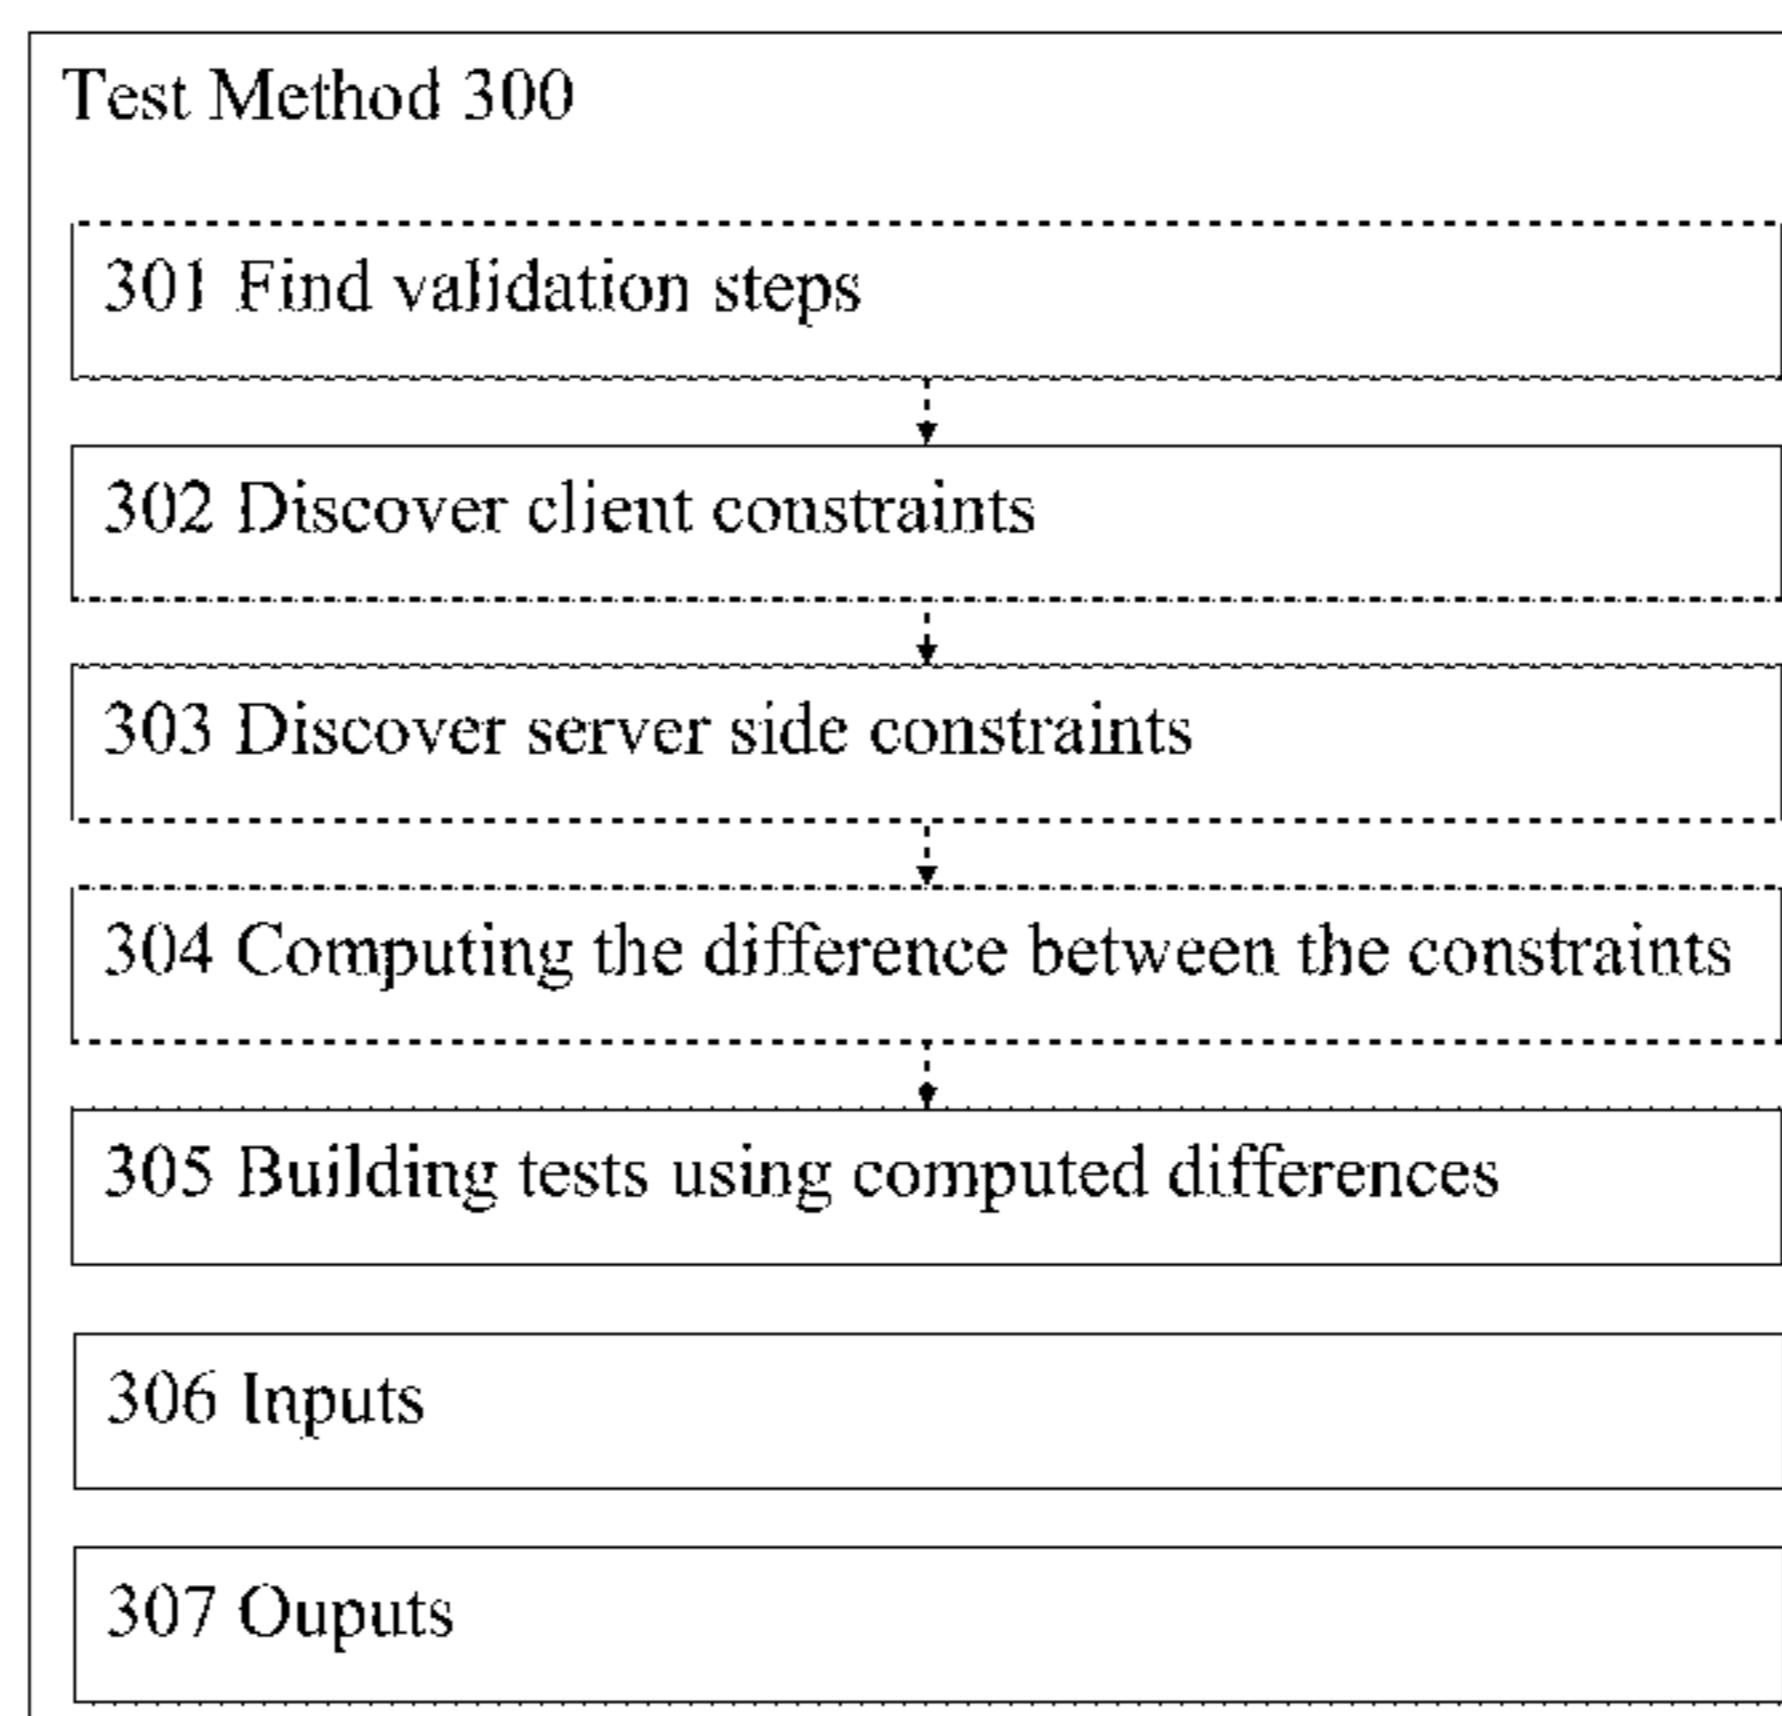 Test Method 300
301 Find validation steps
302 Discover client constraints
303 Discover server side constraints
304 Computing the difference between the constraints
305 Building tests using computed differences
306 Inputs
307 Ouputs